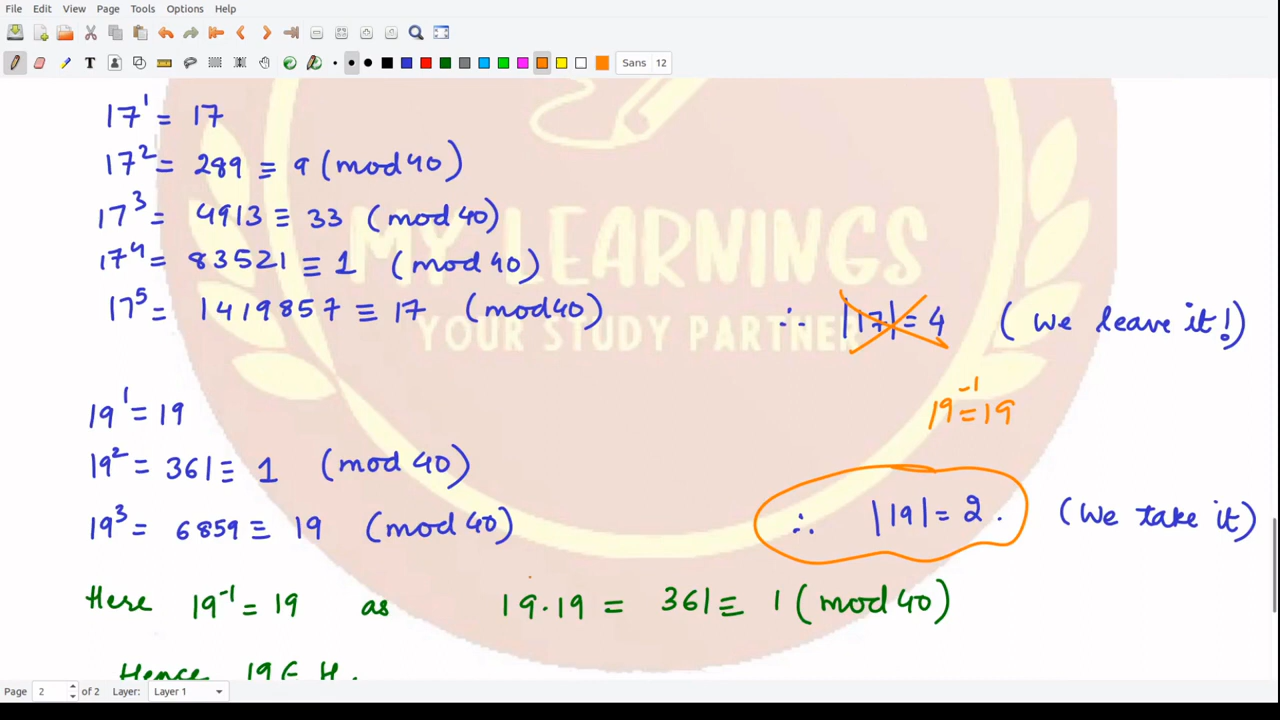 File Edit View Page Tools Options Help
Sans 12
17¹ = 17
17² = 289 ≡ 9 (mod 40)
17³ = 4913 ≡ 33 (mod 40)
17⁴ = 83521 ≡ 1 (mod 40)
17⁵ = 1419857 ≡ 17 (mod 40)
∴ |17| = 4 (We leave it!)
MY LEARNINGS
YOUR STUDY PARTNER
19⁻¹ = 19
19¹ = 19
19² = 361 ≡ 1 (mod 40)
19³ = 6859 ≡ 19 (mod 40)
∴ |19| = 2. (We take it)
Here 19⁻¹ = 19 as 19·19 = 361 ≡ 1 (mod 40)
Hence 19 ∈ H.
Page 2 of 2 Layer: Layer 1